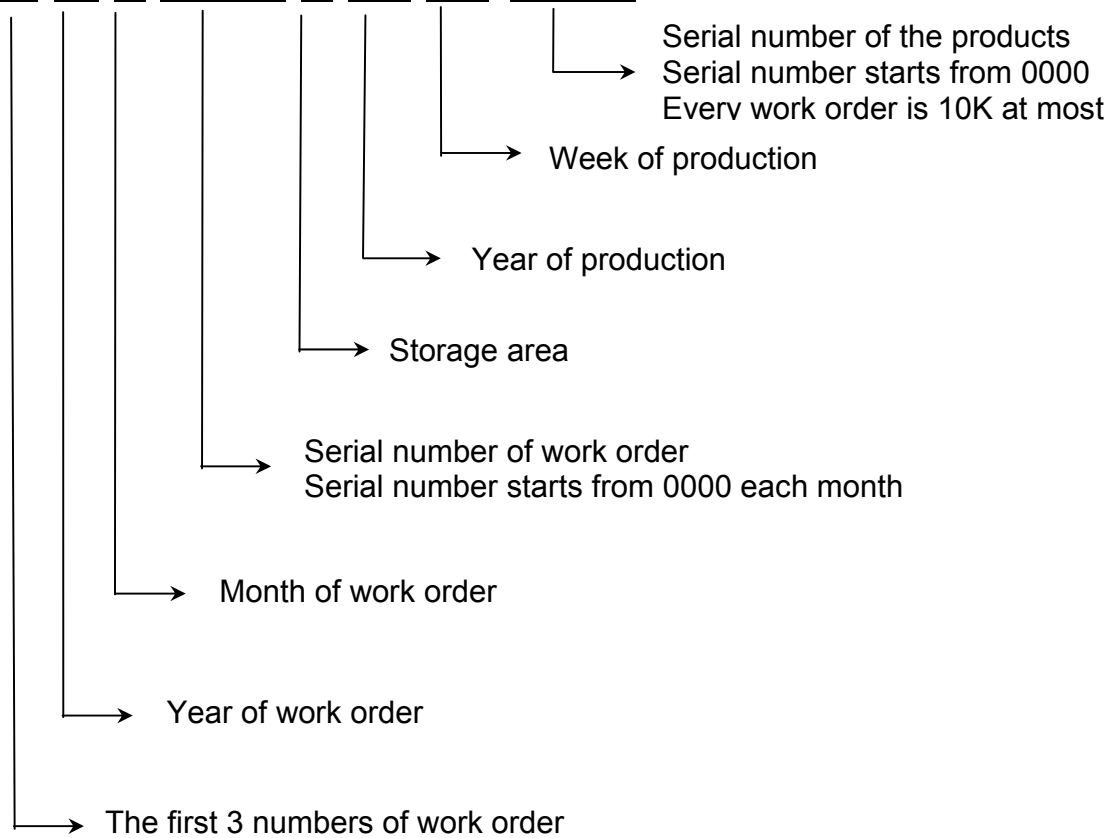 Serial number of the products
Serial number starts from 0000
Every work order is 10K at most
Week of production
Year of production
Storage area
Serial number of work order
Serial number starts from 0000 each month
Month of work order
Year of work order
The first 3 numbers of work order